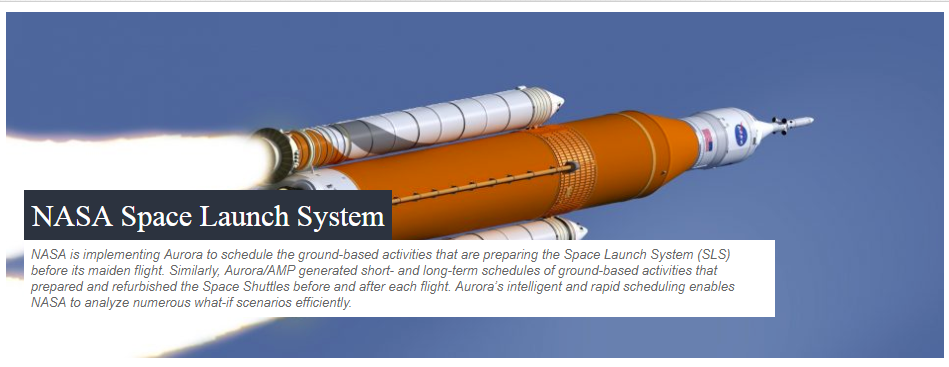 NASA Space Launch System
NASA is implementing Aurora to schedule the ground-based activities that are preparing the Space Launch System (SLS)
before its maiden flight. Similarly, Aurora/AMP generated short- and long-term schedules of ground-based activities that
prepared and refurbished the Space Shuttles before and after each flight. Aurora's intelligent and rapid scheduling enables
NASA to analyze numerous what-if scenarios efficiently.